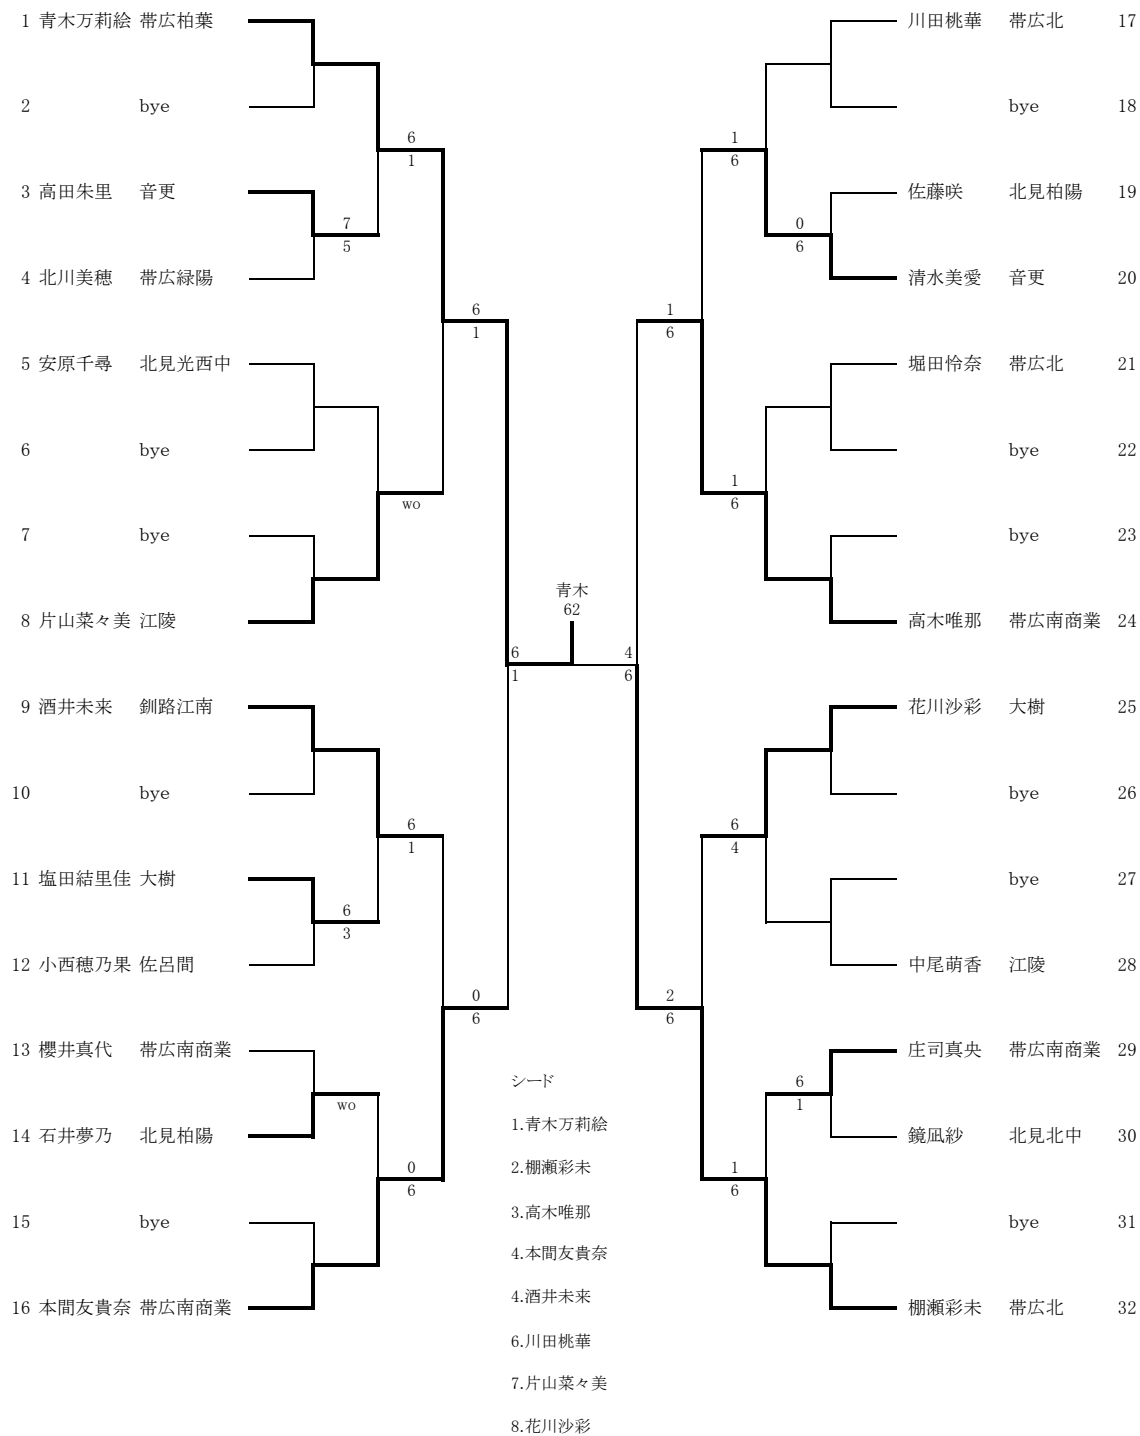 1 青木万莉絵 帯広柏葉
川田桃華 帯広北 17
2 bye
bye 18
6
1
1
6
3 高田朱里 音更
佐藤咲 北見柏陽 19
7
5
0
6
4 北川美穂 帯広緑陽
清水美愛 音更 20
6
1
1
6
5 安原千尋 北見光西中
堀田怜奈 帯広北 21
6 bye
bye 22
wo
1
6
7 bye
bye 23
青木
62
8 片山菜々美 江陵
高木唯那 帯広南商業 24
6
1
4
6
9 酒井未来 釧路江南
花川沙彩 大樹 25
10 bye
bye 26
6
1
6
4
11 塩田結里佳 大樹
bye 27
6
3
12 小西穂乃果 佐呂間
中尾萌香 江陵 28
0
6
2
6
13 櫻井真代 帯広南商業
庄司真央 帯広南商業 29
wo
6
1
14 石井夢乃 北見柏陽
鏡凪紗 北見北中 30
0
6
1
6
15 bye
bye 31
16 本間友貴奈 帯広南商業
棚瀬彩未 帯広北 32
シード
1.青木万莉絵
2.棚瀬彩未
3.高木唯那
4.本間友貴奈
4.酒井未来
6.川田桃華
7.片山菜々美
8.花川沙彩